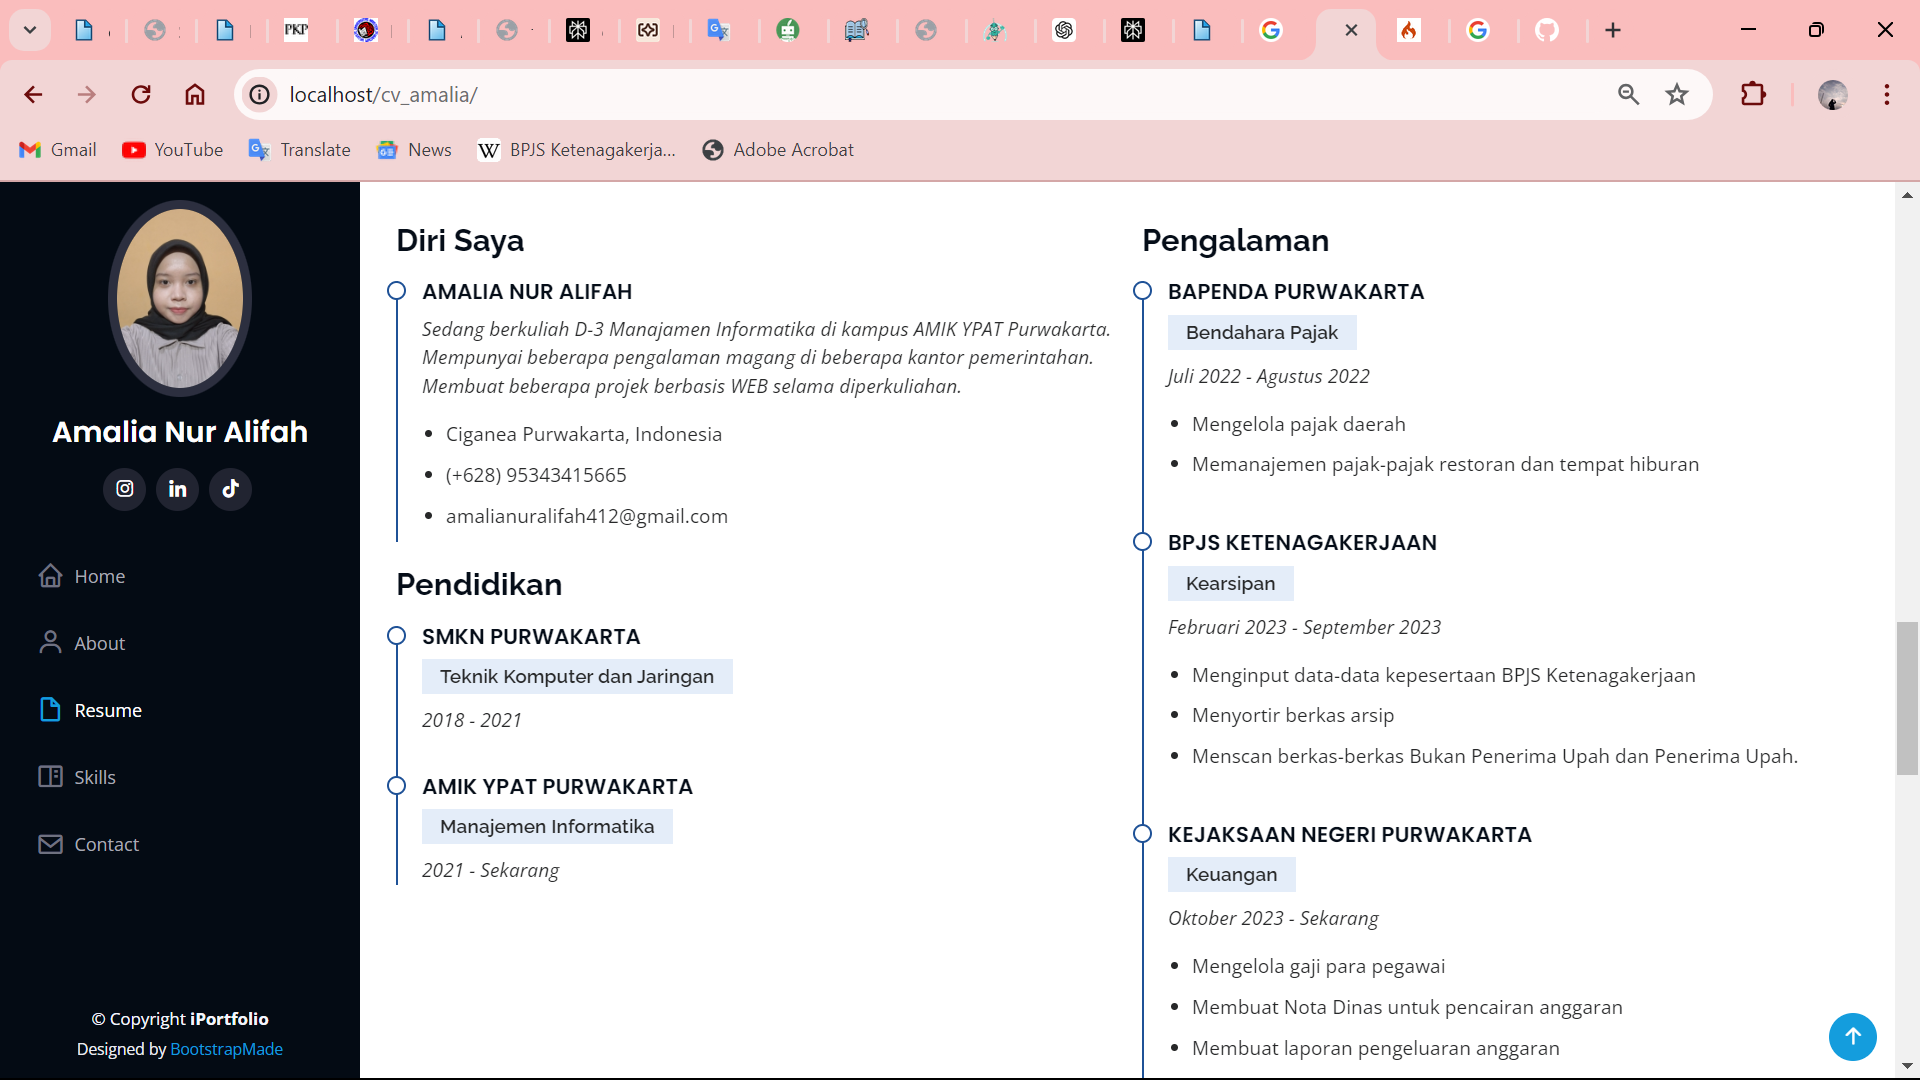 PKP
localhost/cv_amalia/
Gmail
YouTube
Translate
News
BPJS Ketenagakerja...
Adobe Acrobat
Amalia Nur Alifah
Home
About
Resume
Skills
Contact
© Copyright iPortfolio
Designed by BootstrapMade
Diri Saya
AMALIA NUR ALIFAH
Sedang berkuliah D-3 Manajamen Informatika di kampus AMIK YPAT Purwakarta.
Mempunyai beberapa pengalaman magang di beberapa kantor pemerintahan.
Membuat beberapa projek berbasis WEB selama diperkuliahan.
Ciganea Purwakarta, Indonesia
(+628) 95343415665
amalianuralifah412@gmail.com
Pendidikan
SMKN PURWAKARTA
Teknik Komputer dan Jaringan
2018 - 2021
AMIK YPAT PURWAKARTA
Manajemen Informatika
2021 - Sekarang
Pengalaman
BAPENDA PURWAKARTA
Bendahara Pajak
Juli 2022 - Agustus 2022
Mengelola pajak daerah
Memanajemen pajak-pajak restoran dan tempat hiburan
BPJS KETENAGAKERJAAN
Kearsipan
Februari 2023 - September 2023
Menginput data-data kepesertaan BPJS Ketenagakerjaan
Menyortir berkas arsip
Menscan berkas-berkas Bukan Penerima Upah dan Penerima Upah.
KEJAKSAAN NEGERI PURWAKARTA
Keuangan
Oktober 2023 - Sekarang
Mengelola gaji para pegawai
Membuat Nota Dinas untuk pencairan anggaran
Membuat laporan pengeluaran anggaran